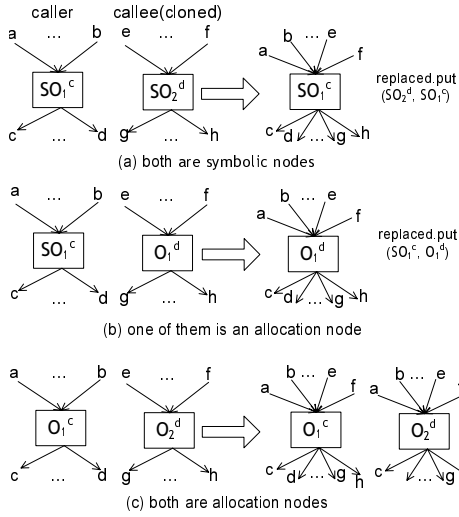 caller callee(cloned)
a ... b e ... f
a b ... e f
SO₁ᶜ SO₂ᵈ SO₁ᶜ
replaced.put
(SO₂ᵈ, SO₁ᶜ)
c ... d g ... h c d ... g h
(a) both are symbolic nodes
a ... b e ... f
a b ... e f
SO₁ᶜ O₁ᵈ O₁ᵈ
replaced.put
(SO₁ᶜ, O₁ᵈ)
c ... d g ... h c d ... g h
(b) one of them is an allocation node
a ... b e ... f
a b ... e f a b ... e
O₁ᶜ O₂ᵈ O₁ᶜ O₂ᵈ
c ... d g ... h c d ... g h c d ... g
(c) both are allocation nodes